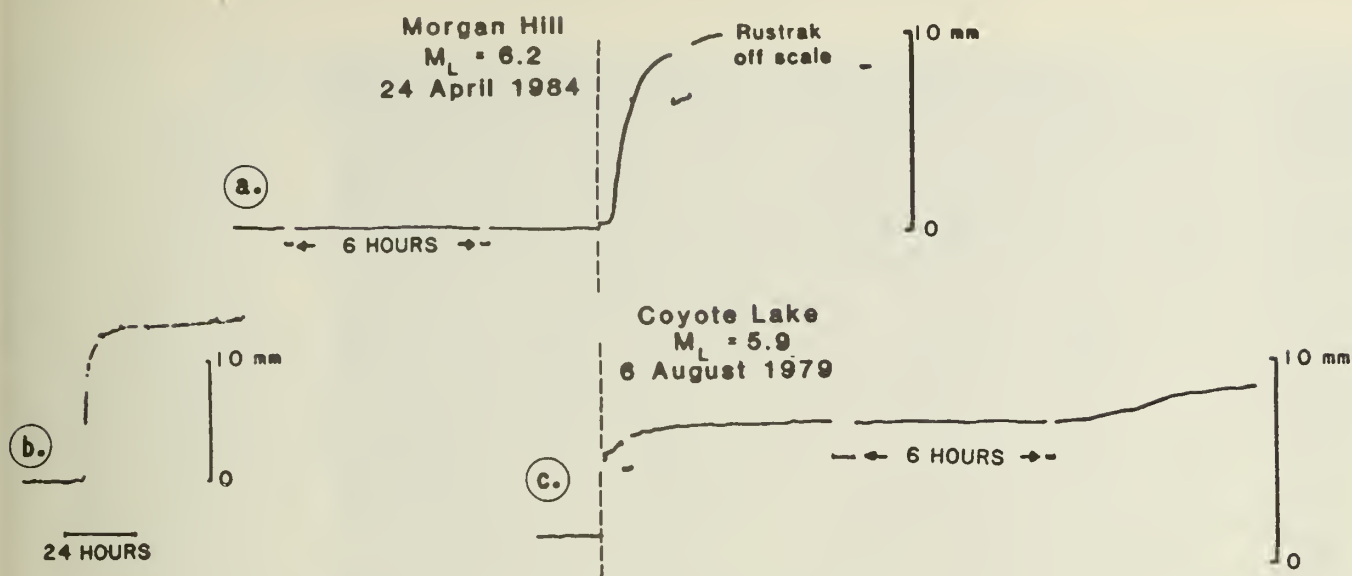 Morgan Hill
M_L = 6.2
24 April 1984
Rustrak
off scale
10 mm
0
a.
6 HOURS
b.
10 mm
0
24 HOURS
Coyote Lake
M_L = 5.9
6 August 1979
10 mm
0
c.
6 HOURS